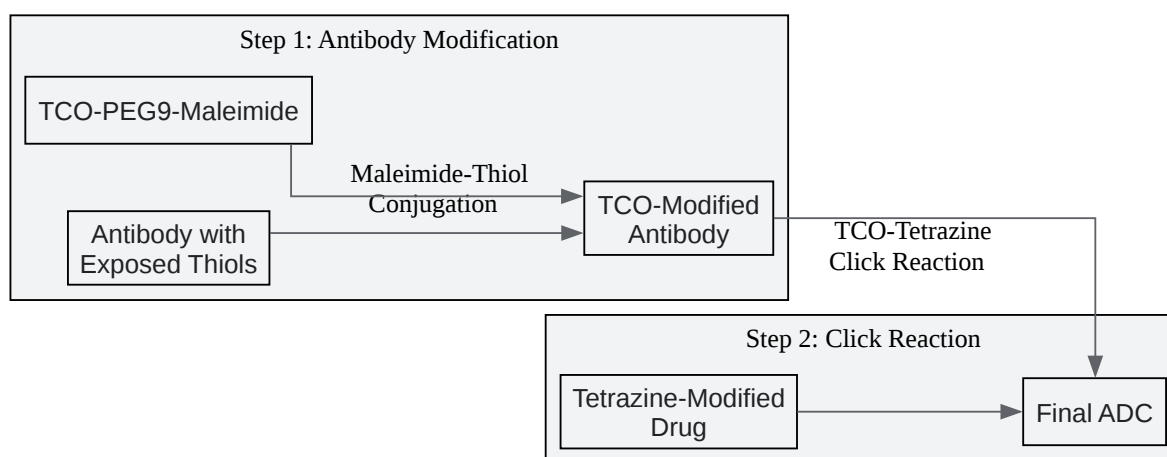 Step 1: Antibody Modification
TCO-PEG9-Maleimide
Maleimide-Thiol
Conjugation
Antibody with
Exposed Thiols
TCO-Modified
Antibody
TCO-Tetrazine
Click Reaction
Step 2: Click Reaction
Tetrazine-Modified
Drug
Final ADC